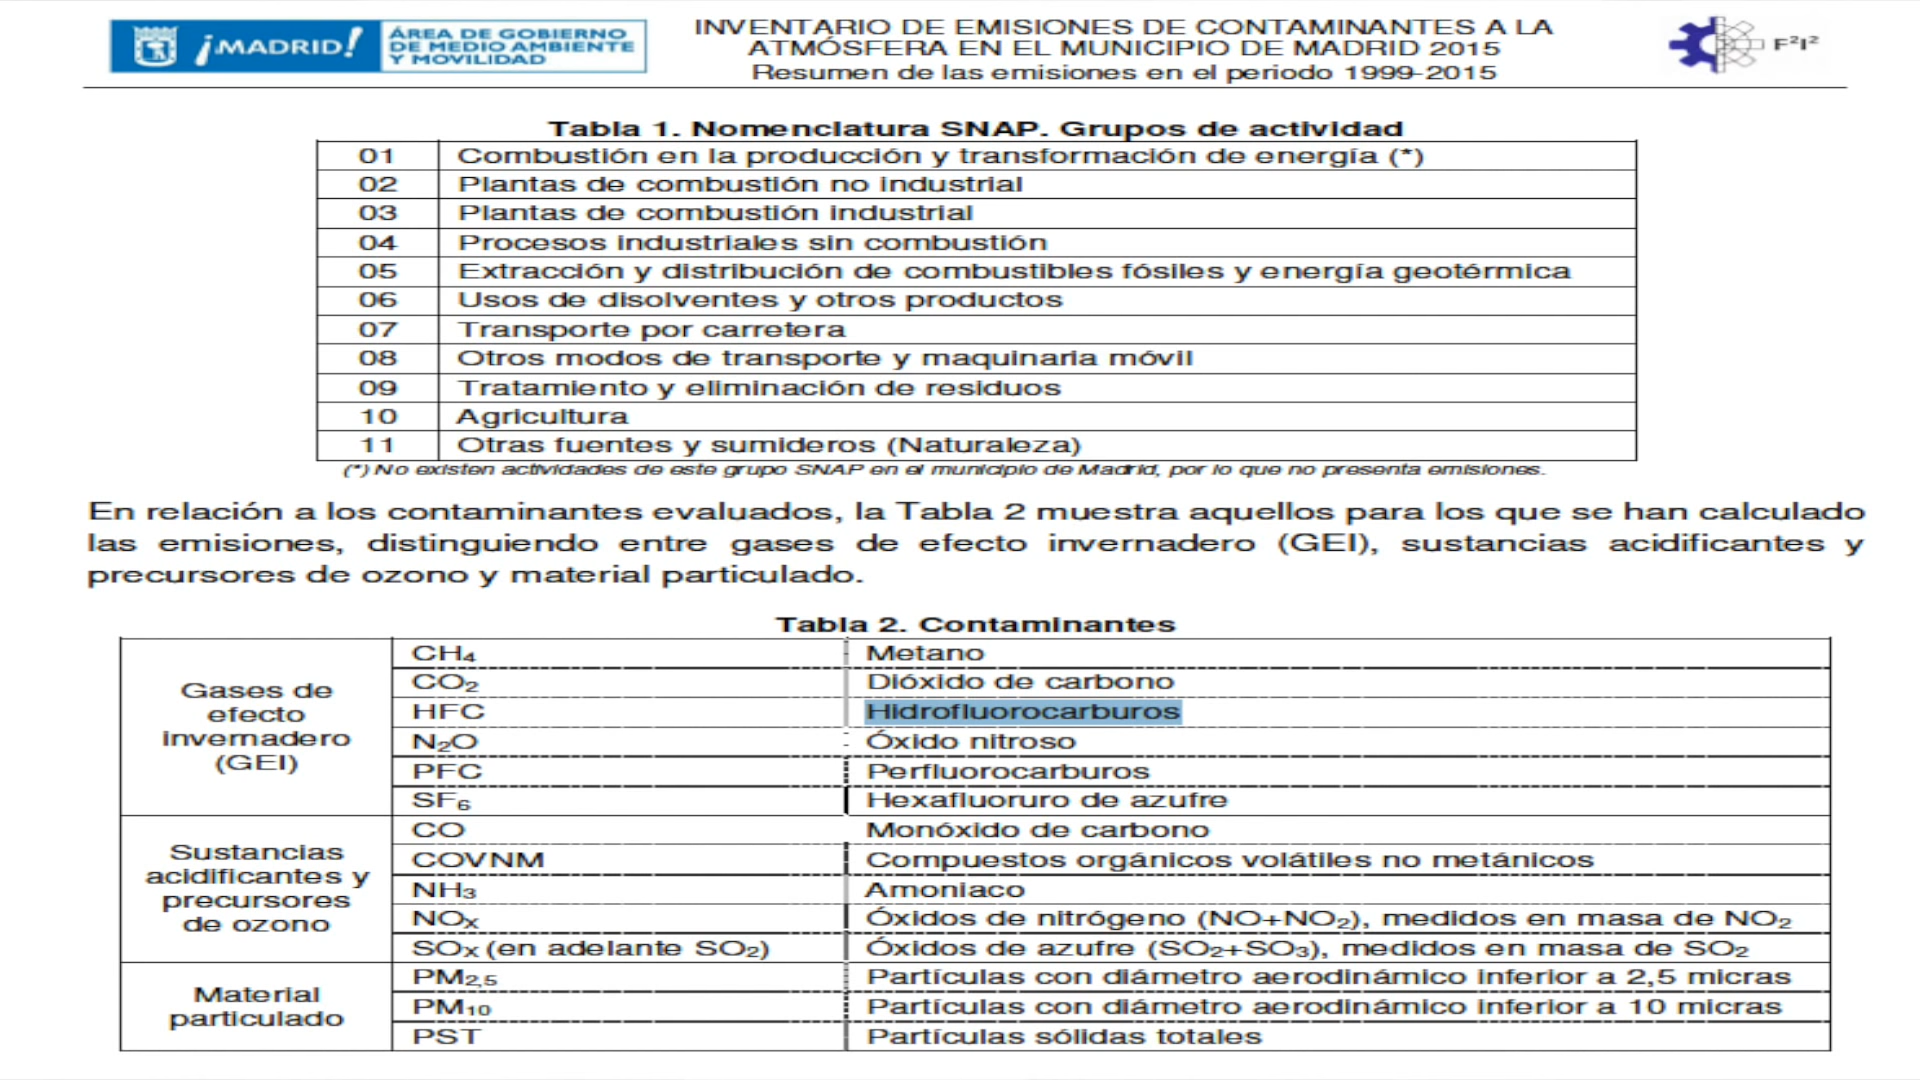 ¡MADRID!
ÁREA DE GOBIERNO
DE MEDIO AMBIENTE
Y MOVILIDAD
INVENTARIO DE EMISIONES DE CONTAMINANTES A LA
ATMÓSFERA EN EL MUNICIPIO DE MADRID 2015
Resumen de las emisiones en el periodo 1999-2015
F²I²
Tabla 1. Nomenclatura SNAP. Grupos de actividad
01 Combustión en la producción y transformación de energía (*)
02 Plantas de combustión no industrial
03 Plantas de combustión industrial
04 Procesos industriales sin combustión
05 Extracción y distribución de combustibles fósiles y energía geotérmica
06 Usos de disolventes y otros productos
07 Transporte por carretera
08 Otros modos de transporte y maquinaria móvil
09 Tratamiento y eliminación de residuos
10 Agricultura
11 Otras fuentes y sumideros (Naturaleza)
(*) No existen actividades de este grupo SNAP en el municipio de Madrid, por lo que no presenta emisiones.
En relación a los contaminantes evaluados, la Tabla 2 muestra aquellos para los que se han calculado
las emisiones, distinguiendo entre gases de efecto invernadero (GEI), sustancias acidificantes y
precursores de ozono y material particulado.
Tabla 2. Contaminantes
Gases de
efecto
invernadero
(GEI)
CH₄ Metano
CO₂ Dióxido de carbono
HFC Hidrofluorocarburos
N₂O Óxido nitroso
PFC Perfluorocarburos
SF₆ Hexafluoruro de azufre
Sustancias
acidificantes y
precursores
de ozono
CO Monóxido de carbono
COVNM Compuestos orgánicos volátiles no metánicos
NH₃ Amoniaco
NOₓ Óxidos de nitrógeno (NO+NO₂), medidos en masa de NO₂
SOₓ (en adelante SO₂) Óxidos de azufre (SO₂+SO₃), medidos en masa de SO₂
Material
particulado
PM₂,₅ Partículas con diámetro aerodinámico inferior a 2,5 micras
PM₁₀ Partículas con diámetro aerodinámico inferior a 10 micras
PST Partículas sólidas totales